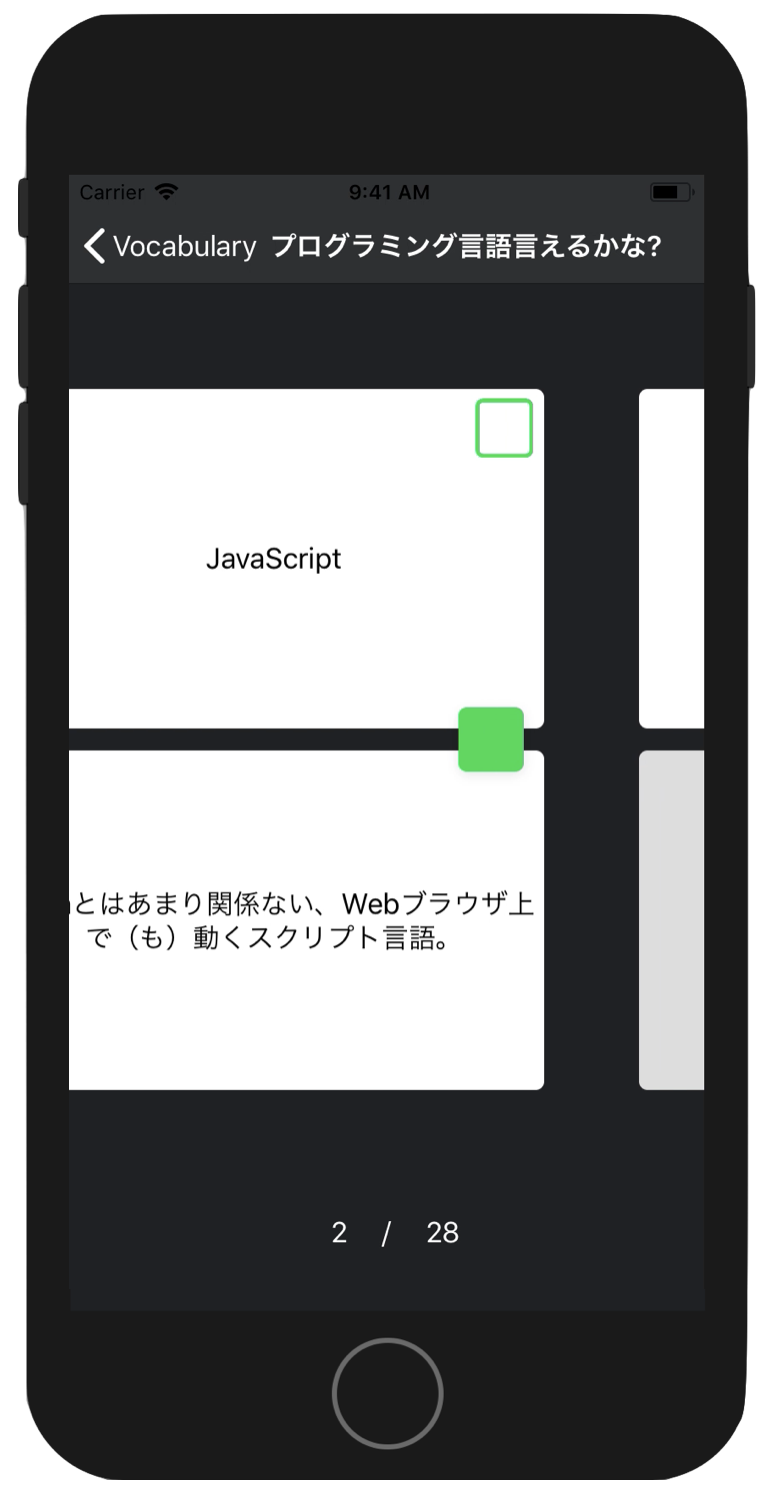 Carrier
9:41 AM
Vocabulary プログラミング言語言えるかな?
JavaScript
とはあまり関係ない、Webブラウザ上
で（も）動くスクリプト言語。
2 / 28